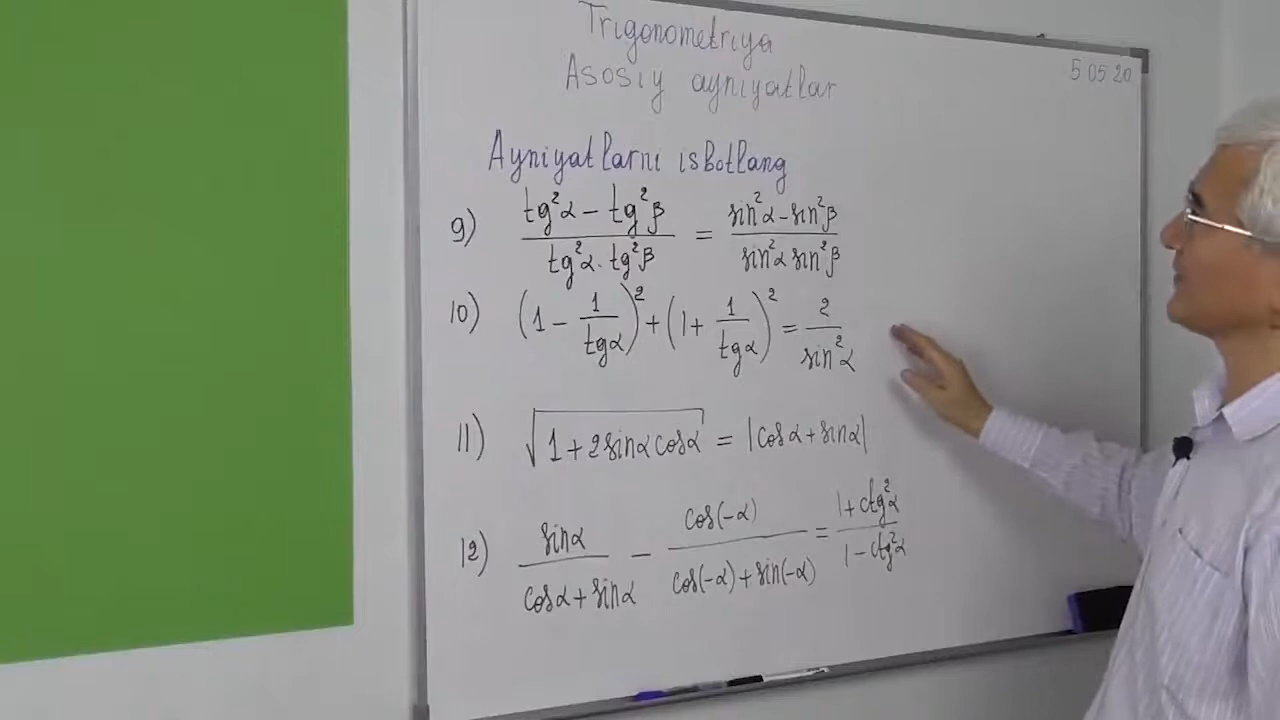 Trigonometriya
Asosiy ayniyatlar
5 05 20
Ayniyatlarni isbotlang
9) (tg²α − tg²β)/(tg²α · tg²β) = (sin²α − sin²β)/(sin²α sin²β)
10) (1 − 1/tgα)² + (1 + 1/tgα)² = 2/sin²α
11) √(1 + 2sinα cosα) = |cosα + sinα|
12) sinα/(cosα + sinα) − cos(−α)/(cos(−α) + sin(−α)) = (1 + ctg²α)/(1 − ctg²α)